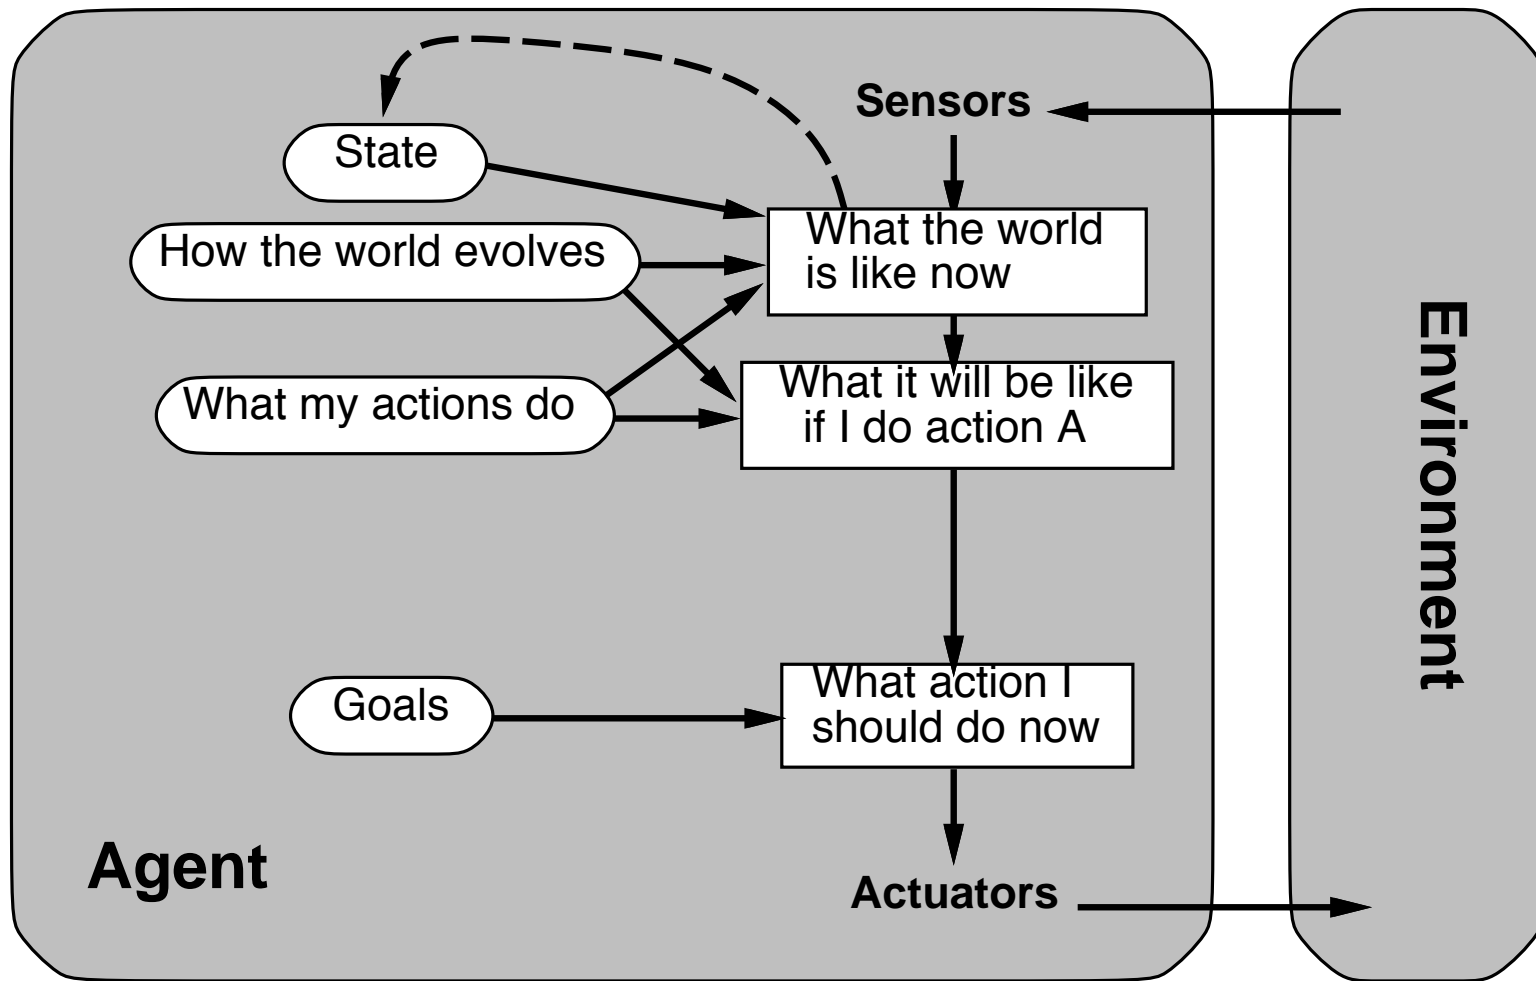 Sensors
State
What the world
is like now
How the world evolves
What it will be like
if I do action A
What my actions do
What action I
should do now
Goals
Agent
Actuators
Environment